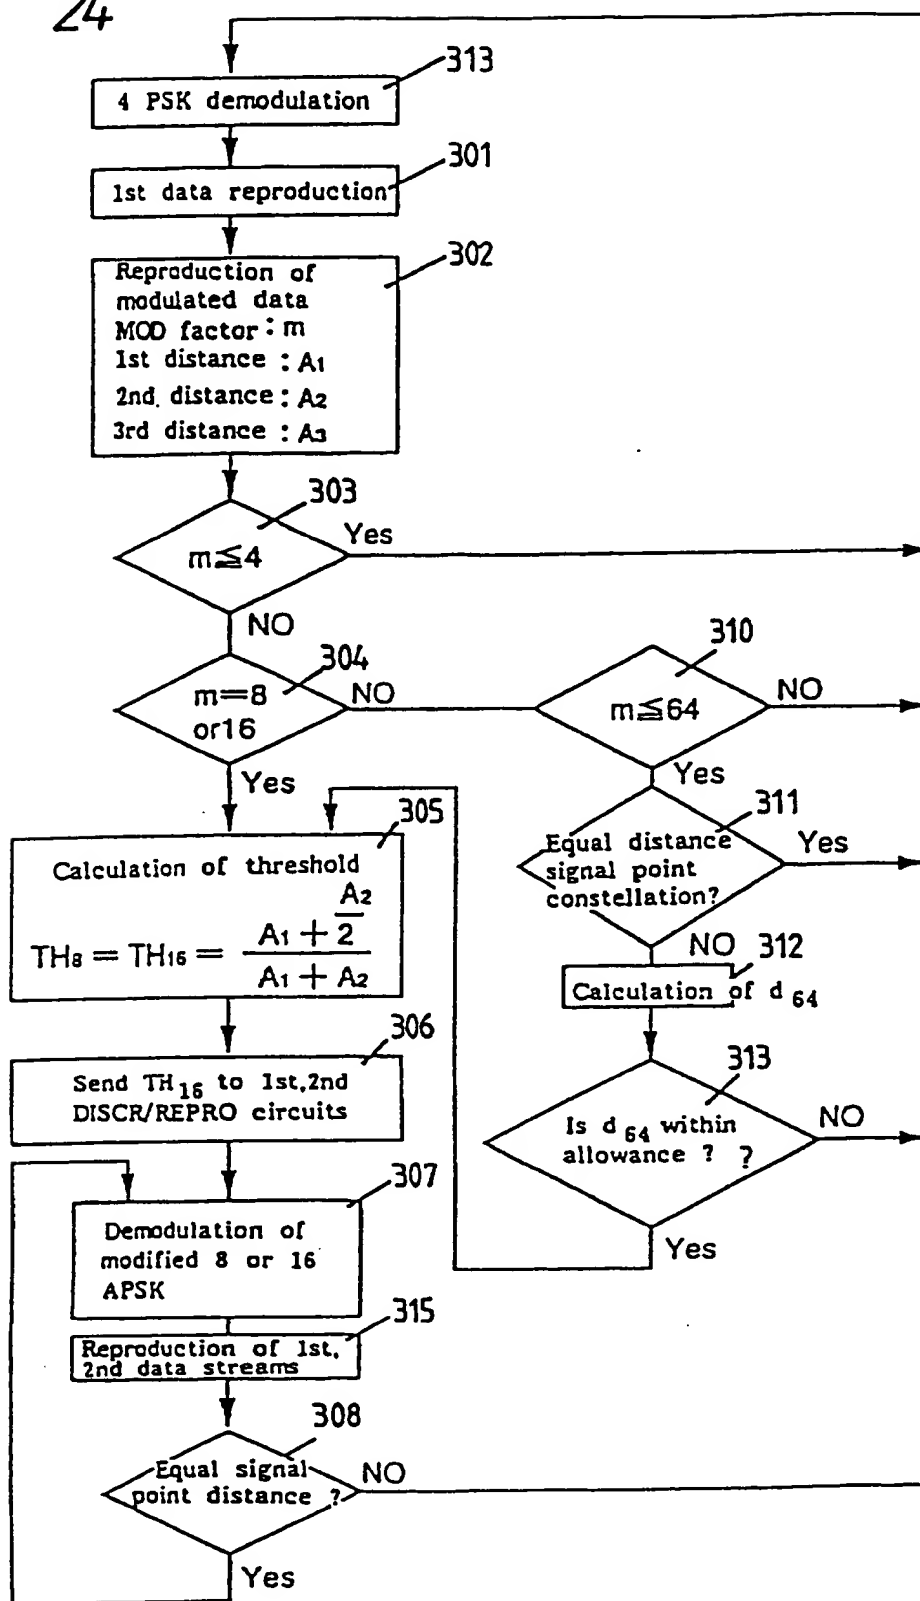 24
313
4 PSK demodulation
301
1st data reproduction
302
Reproduction of
modulated data
MOD factor : m
1st distance : A1
2nd. distance : A2
3rd distance : A3
303
m≦4
Yes
NO
304
m=8
or16
NO
Yes
310
m≦64
NO
Yes
311
Equal distance
signal point
constellation?
Yes
NO
312
Calculation of d 64
313
Is d 64 within
allowance ? ?
NO
Yes
305
Calculation of threshold
TH8 = TH16 = (A1 + A2/2) / (A1 + A2)
306
Send TH16 to 1st,2nd
DISCR/REPRO circuits
307
Demodulation of
modified 8 or 16
APSK
315
Reproduction of 1st,
2nd data streams
308
Equal signal
point distance ?
NO
Yes